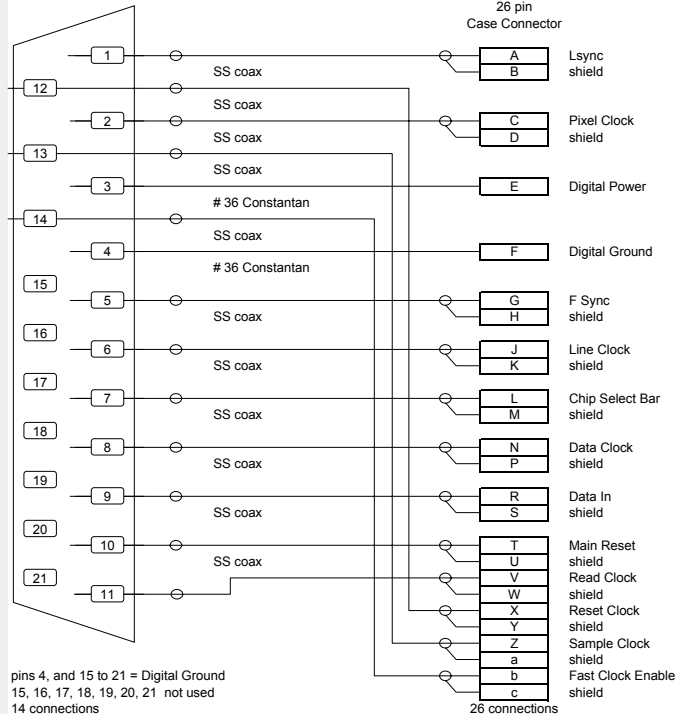 26 pin
Case Connector
1 A Lsync
SS coax B shield
12
SS coax
2 C Pixel Clock
SS coax D shield
13
SS coax
3 E Digital Power
# 36 Constantan
14
SS coax
4 F Digital Ground
# 36 Constantan
15
5 G F Sync
SS coax H shield
16
6 J Line Clock
SS coax K shield
17
7 L Chip Select Bar
SS coax M shield
18
8 N Data Clock
SS coax P shield
19
9 R Data In
SS coax S shield
20
10 T Main Reset
SS coax U shield
21 V Read Clock
11 W shield
X Reset Clock
Y shield
Z Sample Clock
a shield
b Fast Clock Enable
c shield
pins 4, and 15 to 21 = Digital Ground
15, 16, 17, 18, 19, 20, 21 not used
14 connections 26 connections